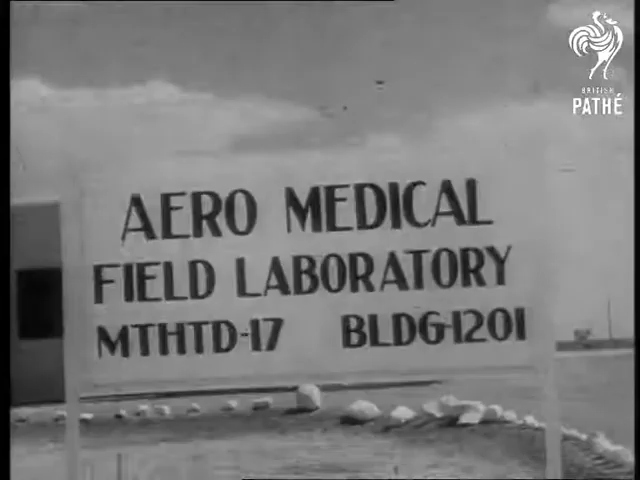 BRITISH
PATHÉ
AERO MEDICAL
FIELD LABORATORY
MTHTD-17 BLDG-1201